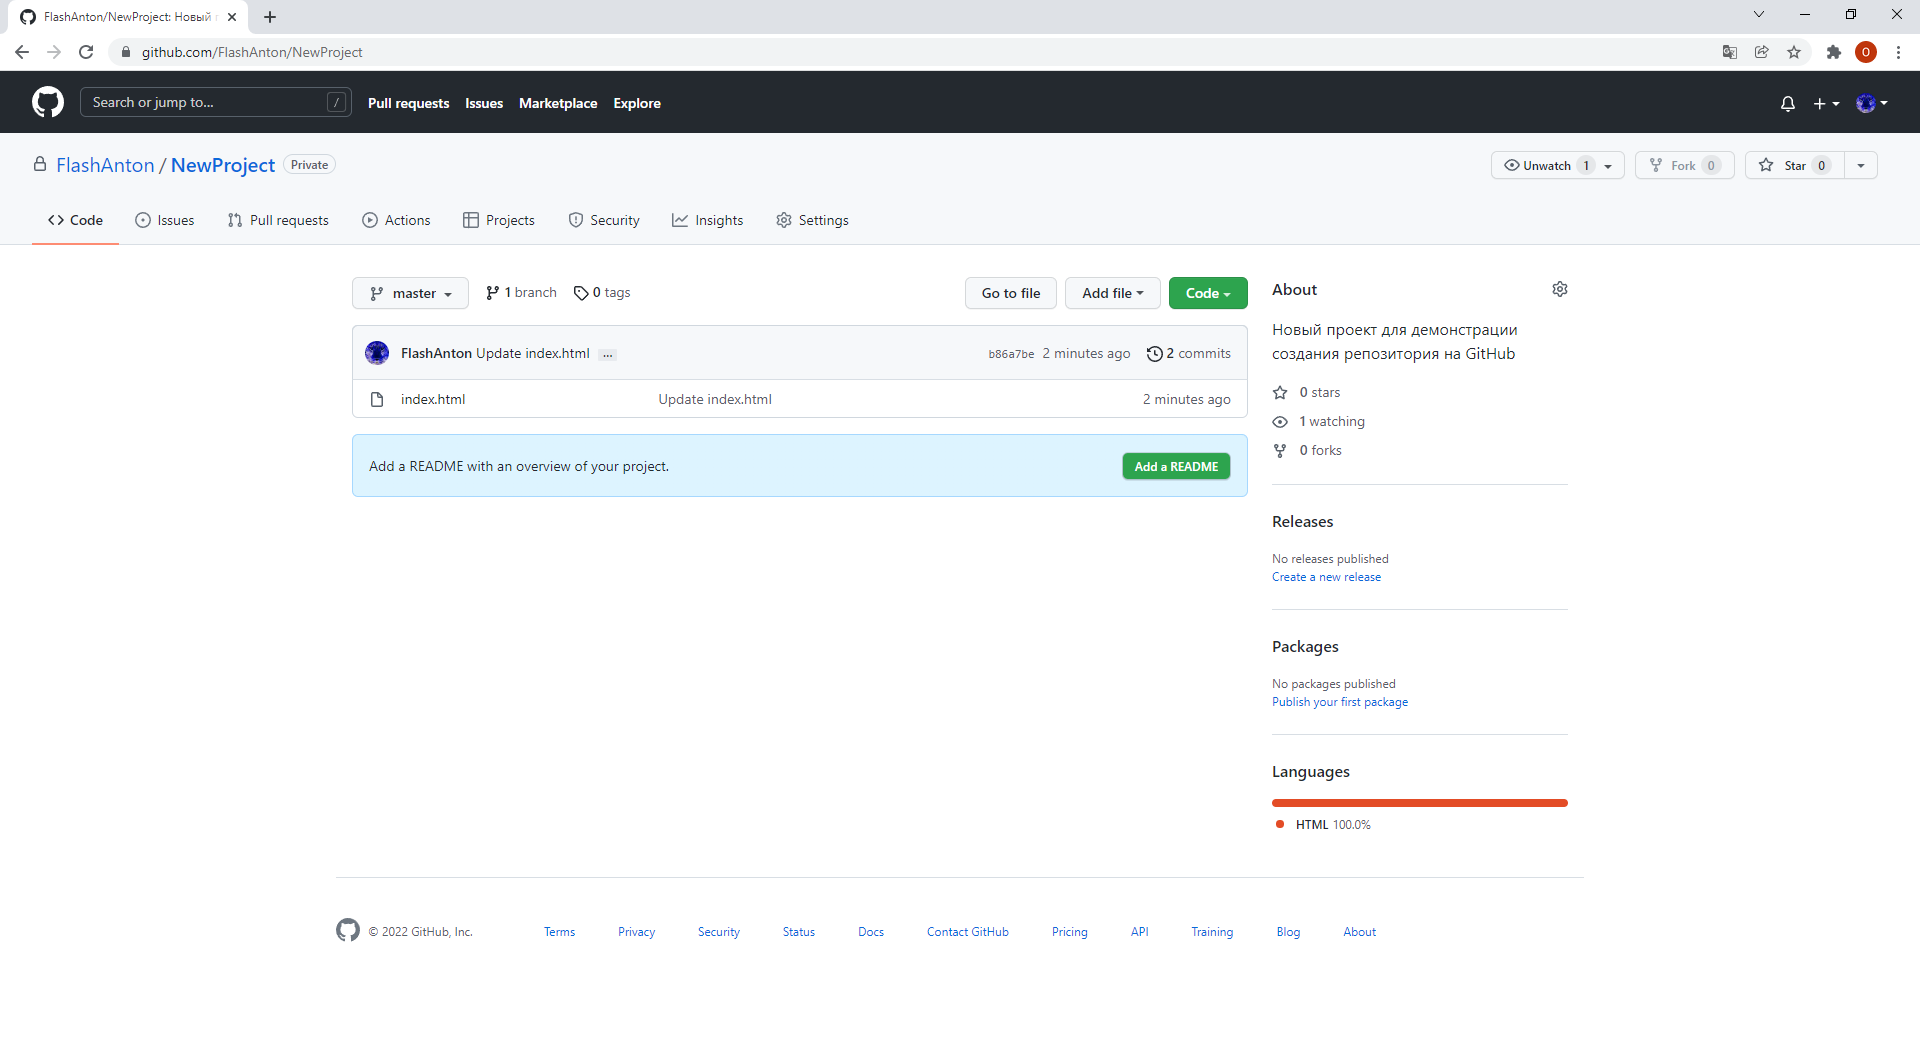 FlashAnton/NewProject: Новый
github.com/FlashAnton/NewProject
O
Search or jump to... /
Pull requests Issues Marketplace Explore
FlashAnton / NewProject Private
Unwatch 1 Fork 0 Star 0
Code Issues Pull requests Actions Projects Security Insights Settings
master 1 branch 0 tags Go to file Add file Code
FlashAnton Update index.html ... b86a7be 2 minutes ago 2 commits
index.html Update index.html 2 minutes ago
Add a README with an overview of your project. Add a README
About
Новый проект для демонстрации
создания репозитория на GitHub
0 stars
1 watching
0 forks
Releases
No releases published
Create a new release
Packages
No packages published
Publish your first package
Languages
HTML 100.0%
© 2022 GitHub, Inc. Terms Privacy Security Status Docs Contact GitHub Pricing API Training Blog About